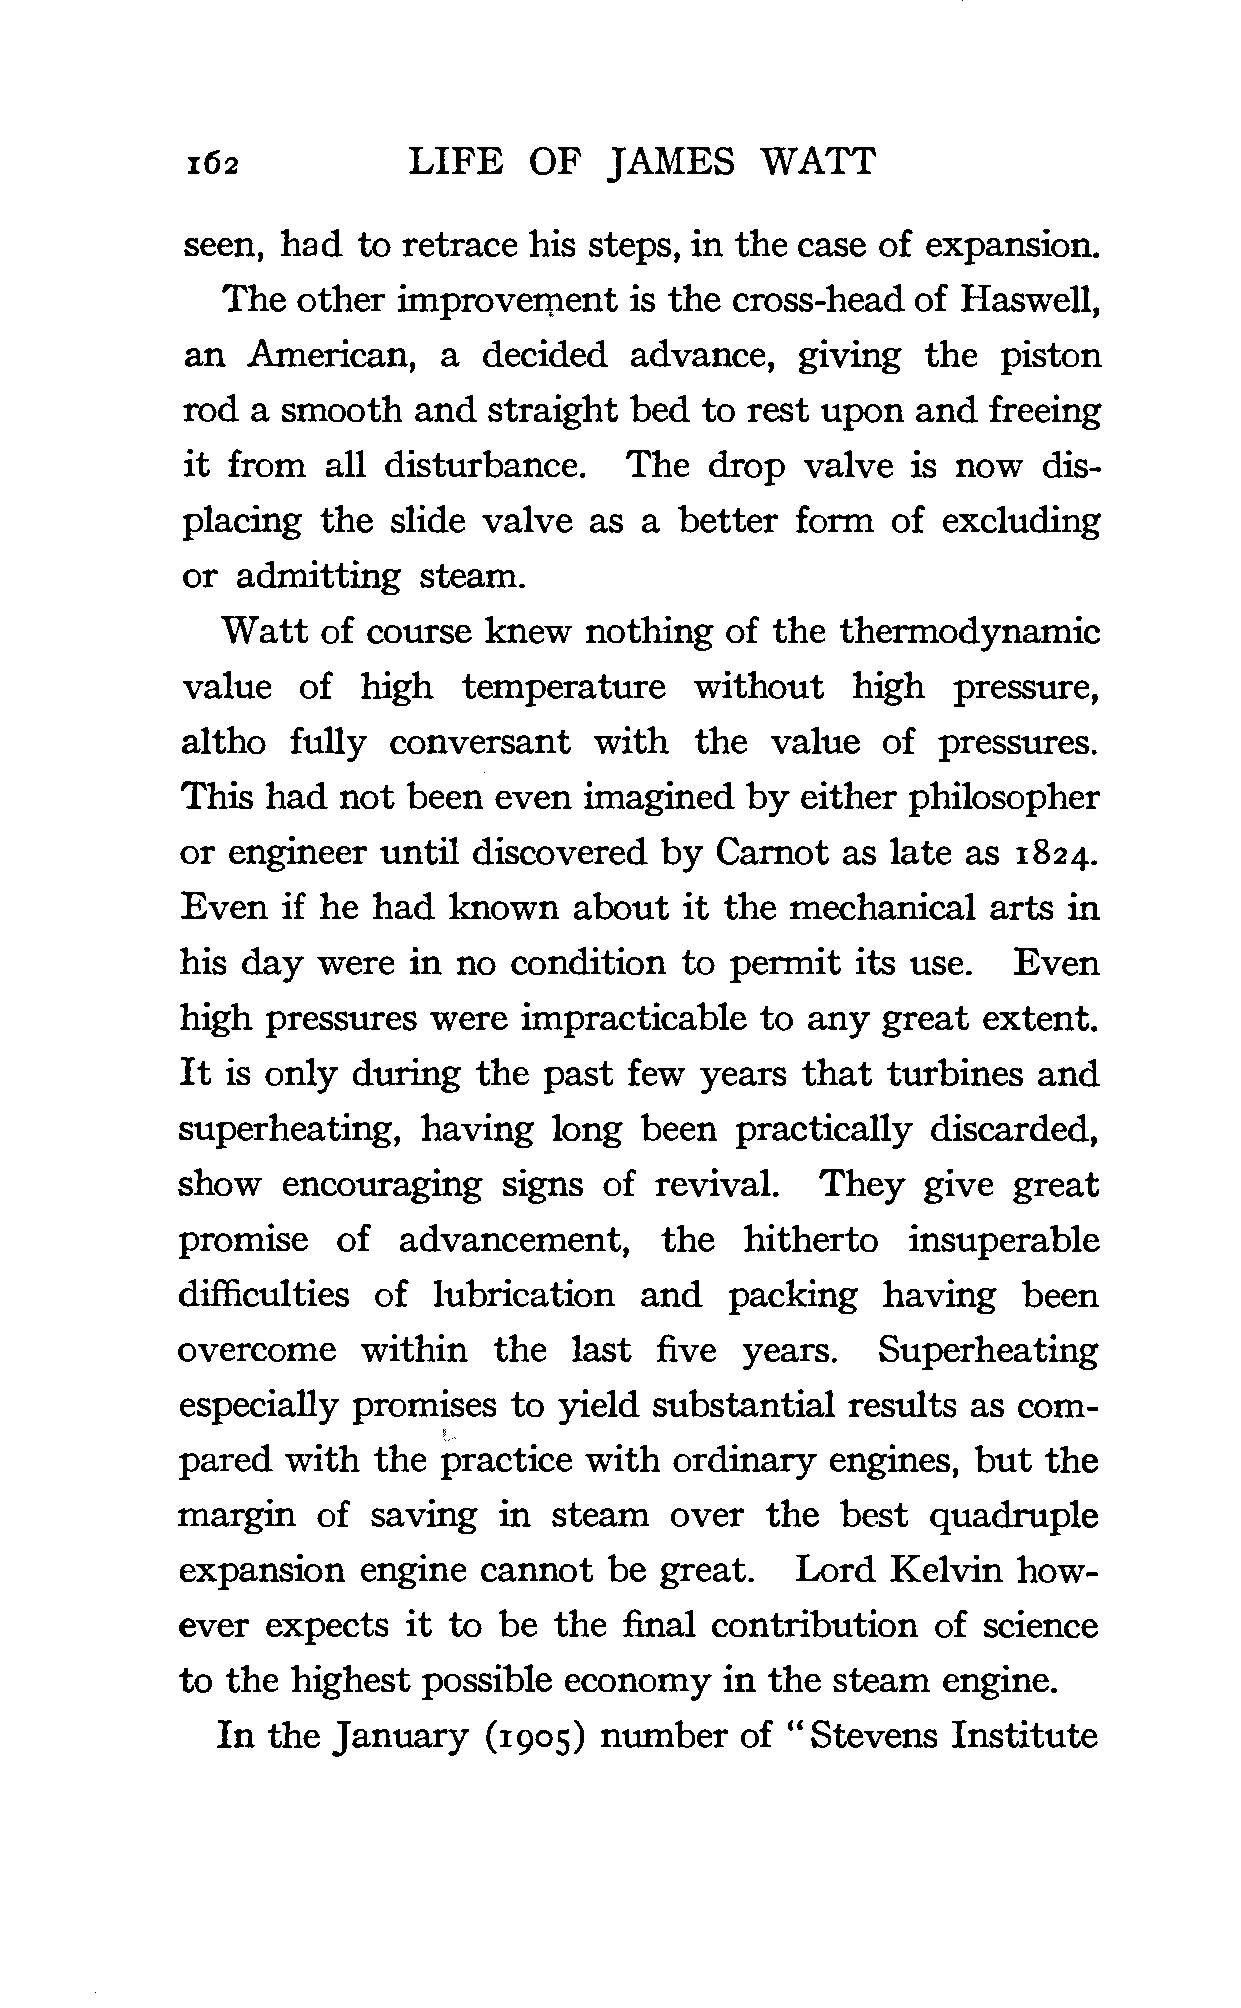 162 LIFE OF JAMES WATT
seen, had to retrace his steps, in the case of expansion.
The other improvement is the cross-head of Haswell,
an American, a decided advance, giving the piston
rod a smooth and straight bed to rest upon and freeing
it from all disturbance. The drop valve is now dis-
placing the slide valve as a better form of excluding
or admitting steam.
Watt of course knew nothing of the thermodynamic
value of high temperature without high pressure,
altho fully conversant with the value of pressures.
This had not been even imagined by either philosopher
or engineer until discovered by Carnot as late as 1824.
Even if he had known about it the mechanical arts in
his day were in no condition to permit its use. Even
high pressures were impracticable to any great extent.
It is only during the past few years that turbines and
superheating, having long been practically discarded,
show encouraging signs of revival. They give great
promise of advancement, the hitherto insuperable
difficulties of lubrication and packing having been
overcome within the last five years. Superheating
especially promises to yield substantial results as com-
pared with the practice with ordinary engines, but the
margin of saving in steam over the best quadruple
expansion engine cannot be great. Lord Kelvin how-
ever expects it to be the final contribution of science
to the highest possible economy in the steam engine.
In the January (1905) number of “Stevens Institute